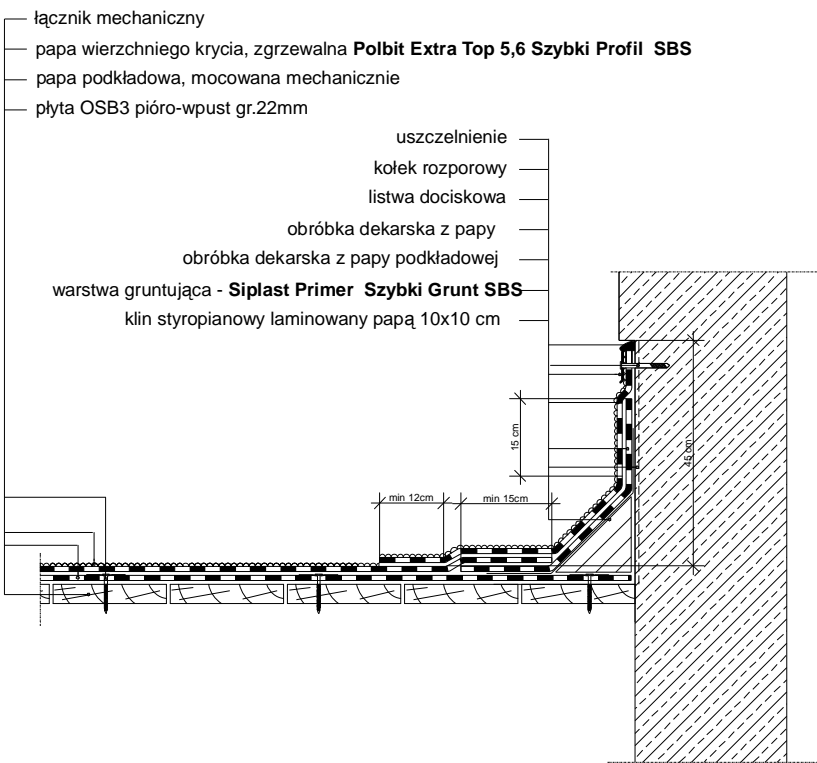 łącznik mechaniczny
papa wierzchniego krycia, zgrzewalna Polbit Extra Top 5,6 Szybki Profil SBS
papa podkładowa, mocowana mechanicznie
płyta OSB3 pióro-wpust gr.22mm
uszczelnienie
kołek rozporowy
listwa dociskowa
obróbka dekarska z papy
obróbka dekarska z papy podkładowej
warstwa gruntująca - Siplast Primer Szybki Grunt SBS
klin styropianowy laminowany papą 10x10 cm
15 cm
45 cm
min 12cm
min 15cm